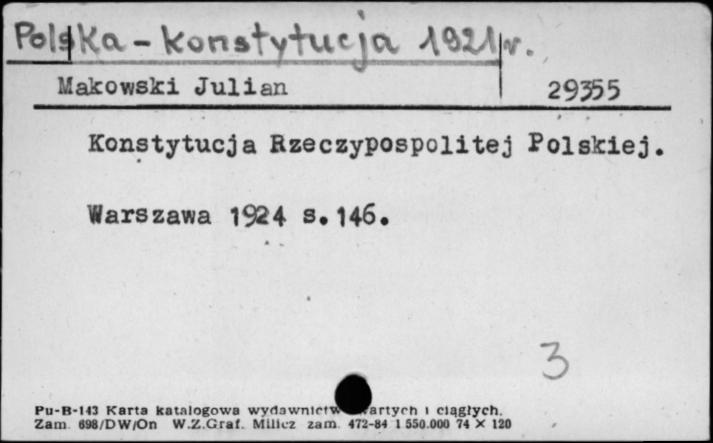 Polska - Konstytucja 1921 r.
Makowski Julian 29355
Konstytucja Rzeczypospolitej Polskiej.
Warszawa 1924 s. 146.
3
Pu-B-143 Karta katalogowa wydawnictw artych i ciągłych.
Zam. 698/DW/On W.Z.Graf. Milicz zam. 472-84 1 550.000 74 × 120